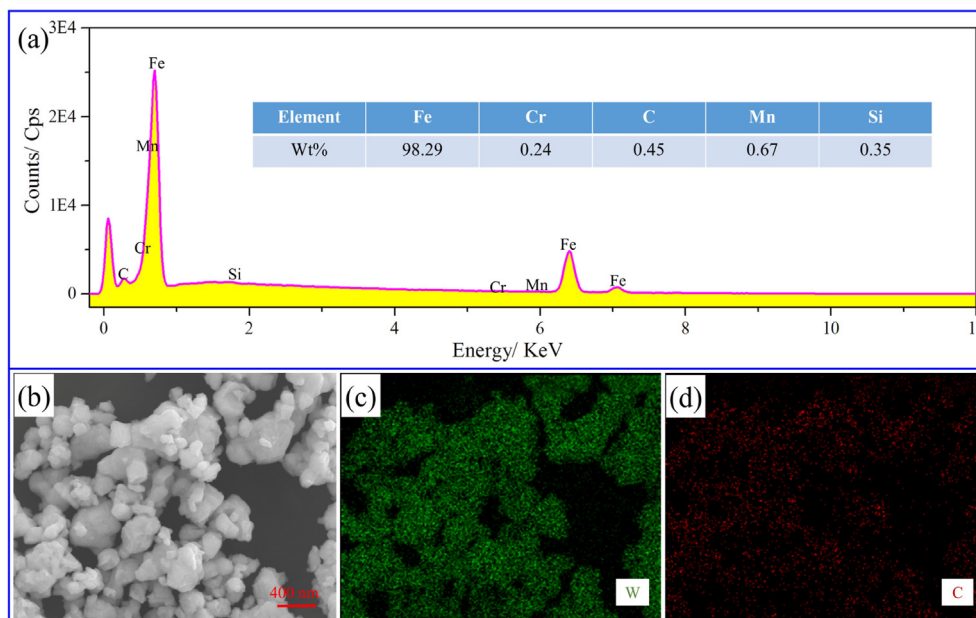 (a)
3E4
2E4
1E4
0
Counts/ Cps
Fe
Mn
Cr
C
Si
Cr
Mn
Fe
Fe
Element Fe Cr C Mn Si
Wt% 98.29 0.24 0.45 0.67 0.35
0 2 4 6 8 10 1
Energy/ KeV
(b)
400 nm
(c)
W
(d)
C